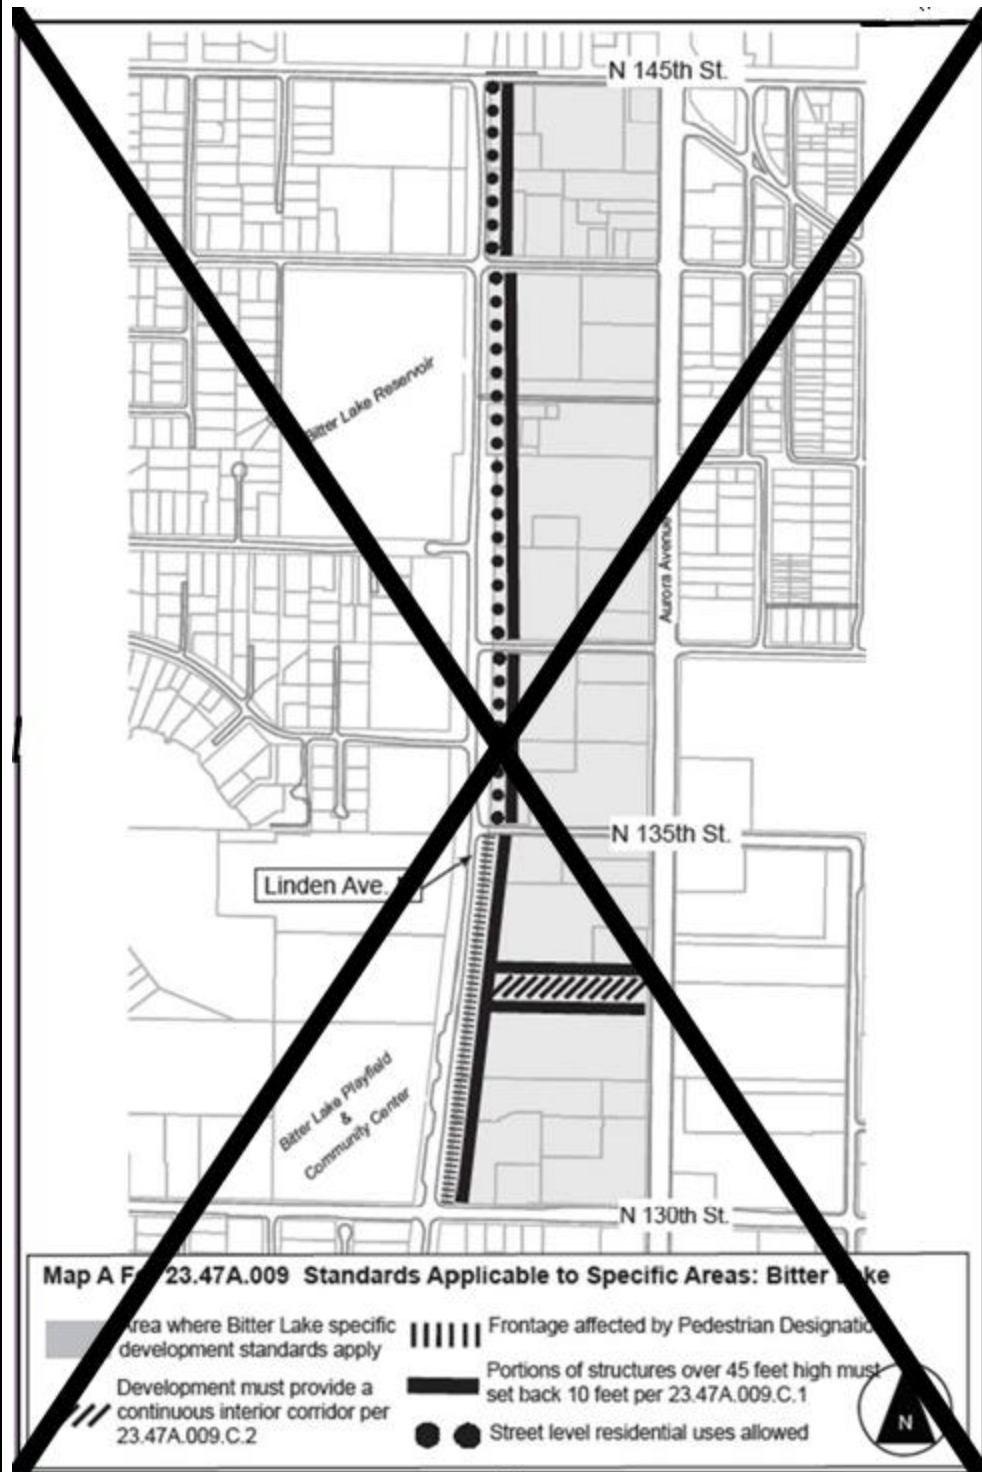 N 145th St.
Bitter Lake Reservoir
Aurora Avenue
N 135th St.
Linden Ave.
Bitter Lake Playfield
&
Community Center
N 130th St.
Map A 23.47A.009 Standards Applicable to Specific Areas: Bitter
Area where Bitter Lake specific
development standards apply
Development must provide a
continuous interior corridor per
23.47A.009.C.2
Frontage affected by Pedestrian
Portions of structures over 45 feet high must
set back 10 feet per 23.47A.009.C.1
Street level residential uses allowed
N